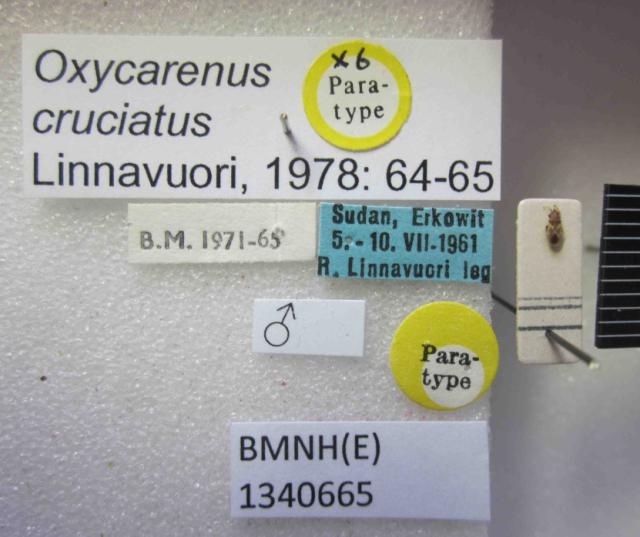 Oxycarenus
cruciatus
Linnavuori, 1978: 64-65
x6
Para-
type
B.M. 1971-65
Sudan, Erkowit
5.-10. VII-1961
R. Linnavuori leg
♂
Para-
type
BMNH(E)
1340665